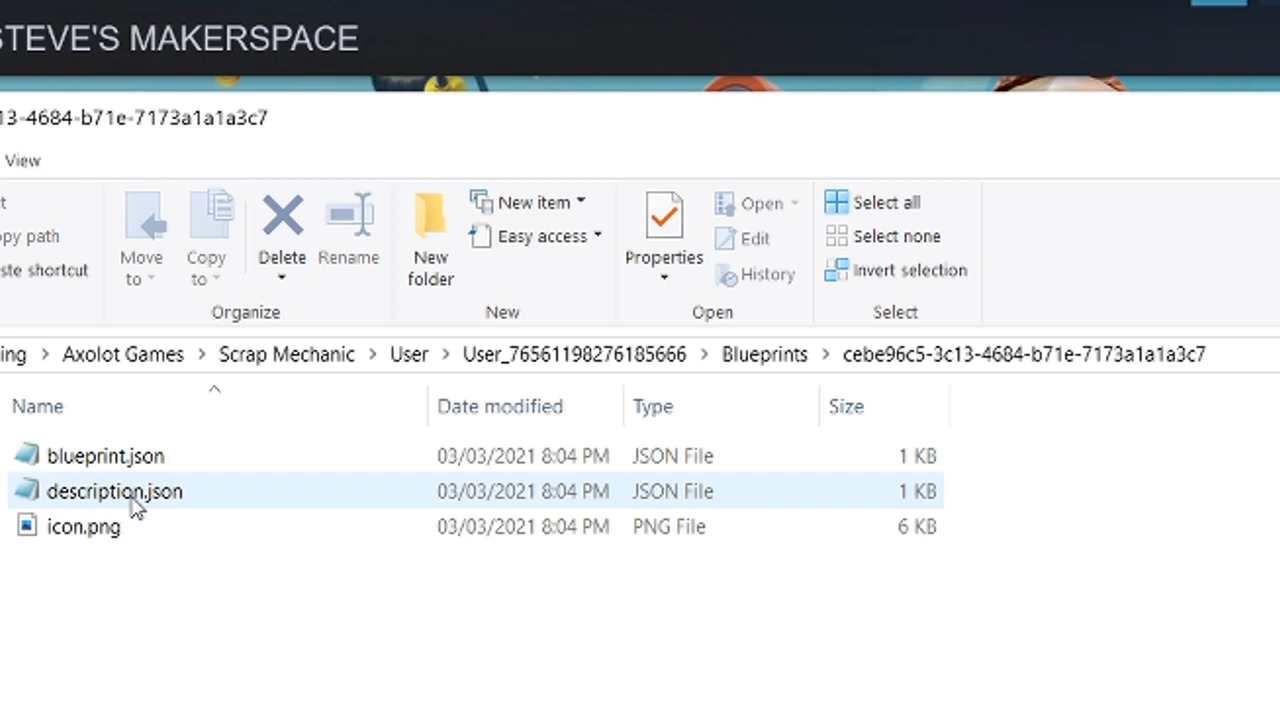 STEVE'S MAKERSPACE
13-4684-b71e-7173a1a1a3c7
View
Move to
Copy to
Delete
Rename
New folder
New item
Easy access
Properties
Open
Edit
History
Select all
Select none
Invert selection
py path
ste shortcut
Organize
New
Open
Select
ing > Axolot Games > Scrap Mechanic > User > User_76561198276185666 > Blueprints > cebe96c5-3c13-4684-b71e-7173a1a1a3c7
Name Date modified Type Size
blueprint.json 03/03/2021 8:04 PM JSON File 1 KB
description.json 03/03/2021 8:04 PM JSON File 1 KB
icon.png 03/03/2021 8:04 PM PNG File 6 KB